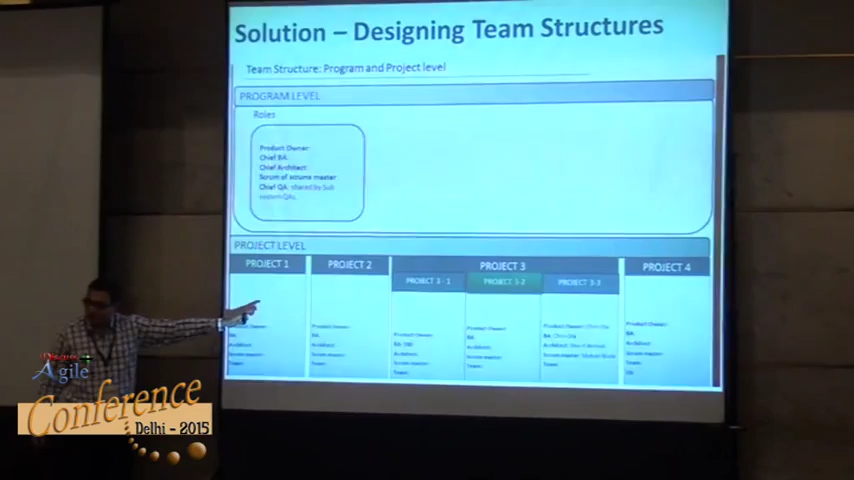 Solution – Designing Team Structures
Team Structure: Program and Project level
PROGRAM LEVEL
Roles
Product Owner:
Chief BA:
Chief Architect:
Scrum of scrums master:
Chief QA: shared by Sub
system QAs.
PROJECT LEVEL
PROJECT 1
PROJECT 2
PROJECT 3
PROJECT 4
PROJECT 3 - 1
PROJECT 3-2
PROJECT 3-3
Owner:
BA:
Architect:
Scrum master:
Team:
Product Owner:
BA:
Architect:
Scrum master:
Team:
Product Owner:
BA:
Architect:
Scrum master:
Team:
Product Owner:
BA:
Architect:
Scrum master:
Team:
Product Owner:
BA:
Architect:
Scrum master:
Team:
Product Owner:
BA:
Architect:
Scrum master:
Team:
Discuss
Agile
Conference
Delhi - 2015